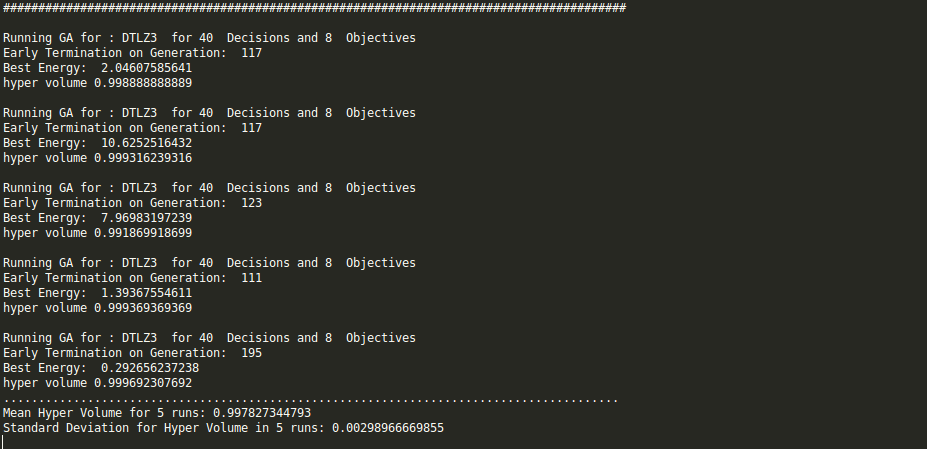 #########################################################################################
Running GA for : DTLZ3  for 40  Decisions and 8  Objectives
Early Termination on Generation:  117
Best Energy:  2.04607585641
hyper volume 0.998888888889
Running GA for : DTLZ3  for 40  Decisions and 8  Objectives
Early Termination on Generation:  117
Best Energy:  10.6252516432
hyper volume 0.999316239316
Running GA for : DTLZ3  for 40  Decisions and 8  Objectives
Early Termination on Generation:  123
Best Energy:  7.96983197239
hyper volume 0.991869918699
Running GA for : DTLZ3  for 40  Decisions and 8  Objectives
Early Termination on Generation:  111
Best Energy:  1.39367554611
hyper volume 0.999369369369
Running GA for : DTLZ3  for 40  Decisions and 8  Objectives
Early Termination on Generation:  195
Best Energy:  0.292656237238
hyper volume 0.999692307692
........................................................................................
Mean Hyper Volume for 5 runs: 0.997827344793
Standard Deviation for Hyper Volume in 5 runs: 0.00298966669855